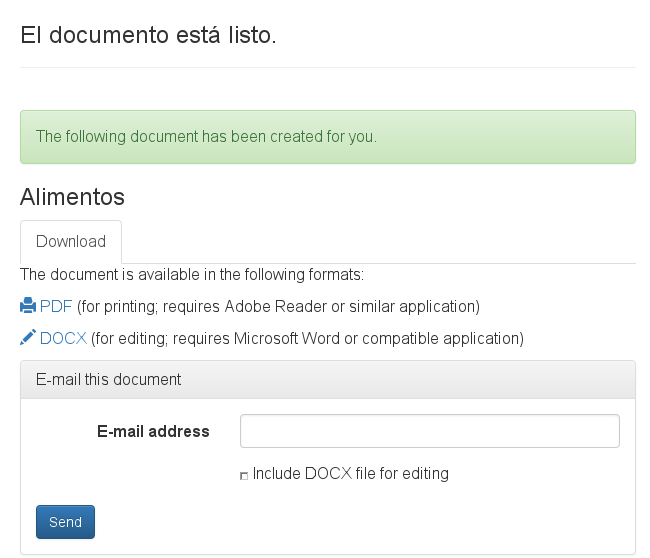 El documento está listo.
The following document has been created for you.
Alimentos
Download
The document is available in the following formats:
PDF (for printing; requires Adobe Reader or similar application)
DOCX (for editing; requires Microsoft Word or compatible application)
E-mail this document
E-mail address
Include DOCX file for editing
Send